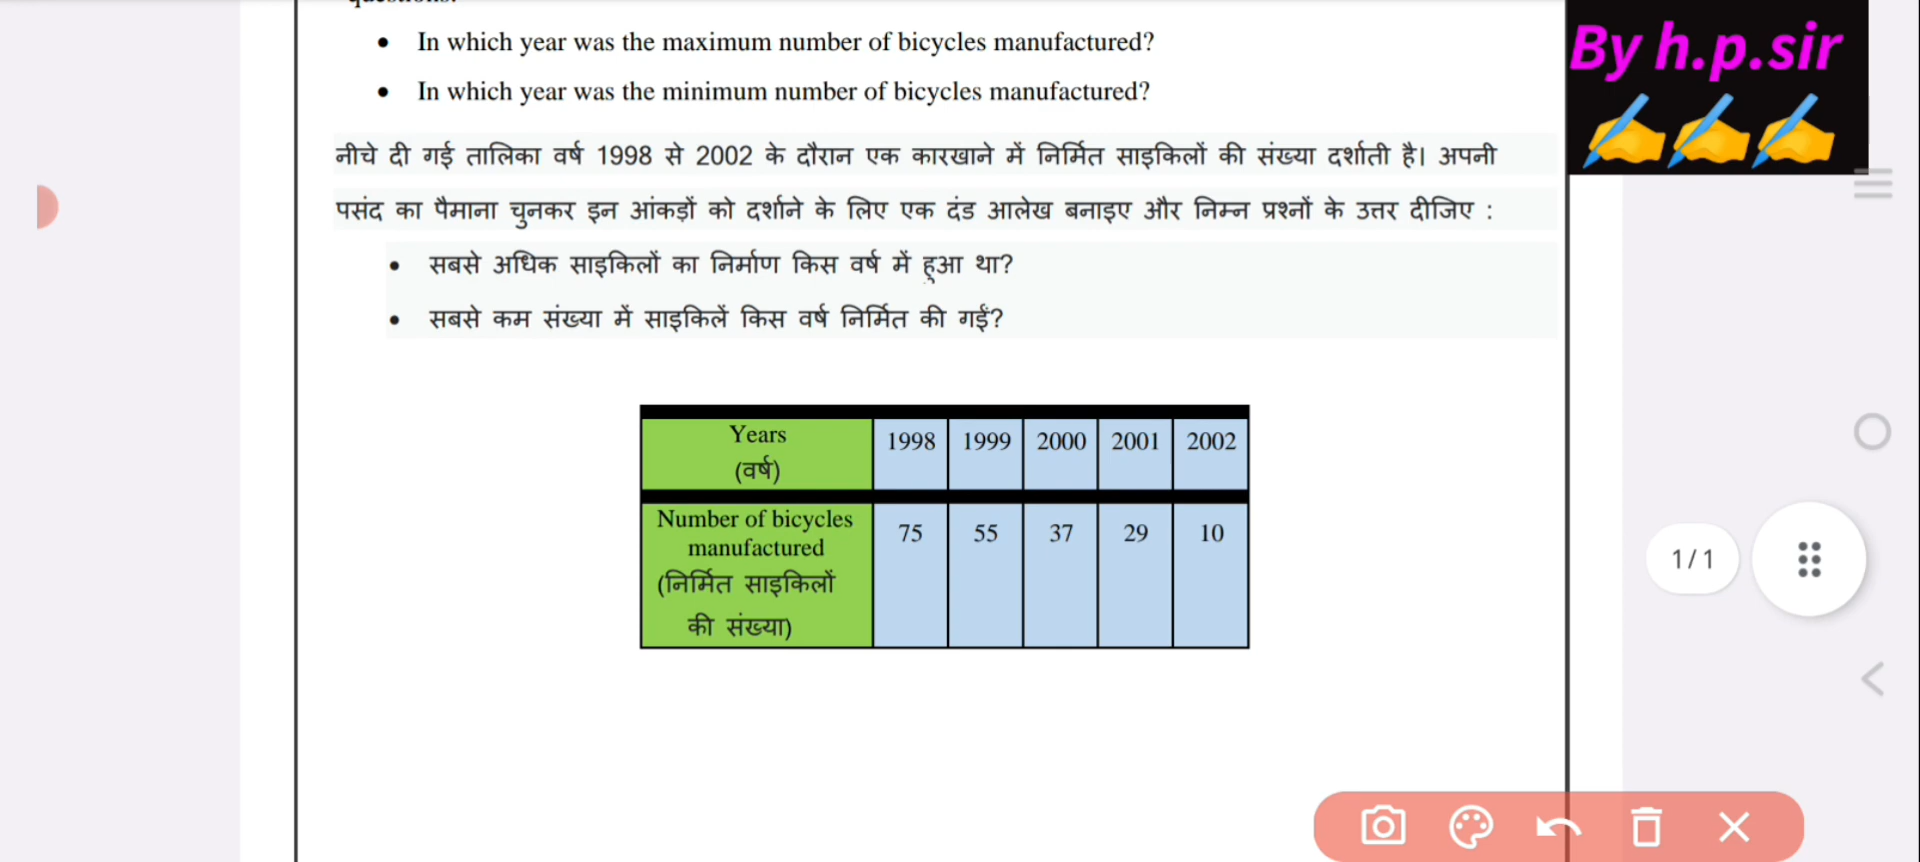 In which year was the maximum number of bicycles manufactured?
In which year was the minimum number of bicycles manufactured?
नीचे दी गई तालिका वर्ष 1998 से 2002 के दौरान एक कारखाने में निर्मित साइकिलों की संख्या दर्शाती है। अपनी
पसंद का पैमाना चुनकर इन आंकड़ों को दर्शाने के लिए एक दंड आलेख बनाइए और निम्न प्रश्नों के उत्तर दीजिए :
सबसे अधिक साइकिलों का निर्माण किस वर्ष में हुआ था?
सबसे कम संख्या में साइकिलें किस वर्ष निर्मित की गईं?
Years
(वर्ष)
1998 1999 2000 2001 2002
Number of bicycles
manufactured
(निर्मित साइकिलों
की संख्या)
75 55 37 29 10
By h.p.sir
1/1